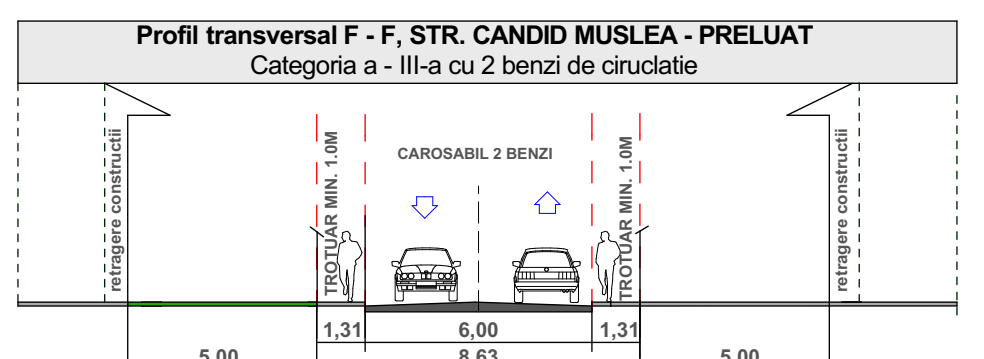 Profil transversal F - F, STR. CANDID MUSLEA - PRELUAT
Categoria a - III-a cu 2 benzi de ciruclatie
retragere constructii
TROTUAR MIN. 1.0M
CAROSABIL 2 BENZI
TROTUAR MIN. 1.0M
retragere constructii
1,31
6,00
1,31
5,00
8,63
5,00